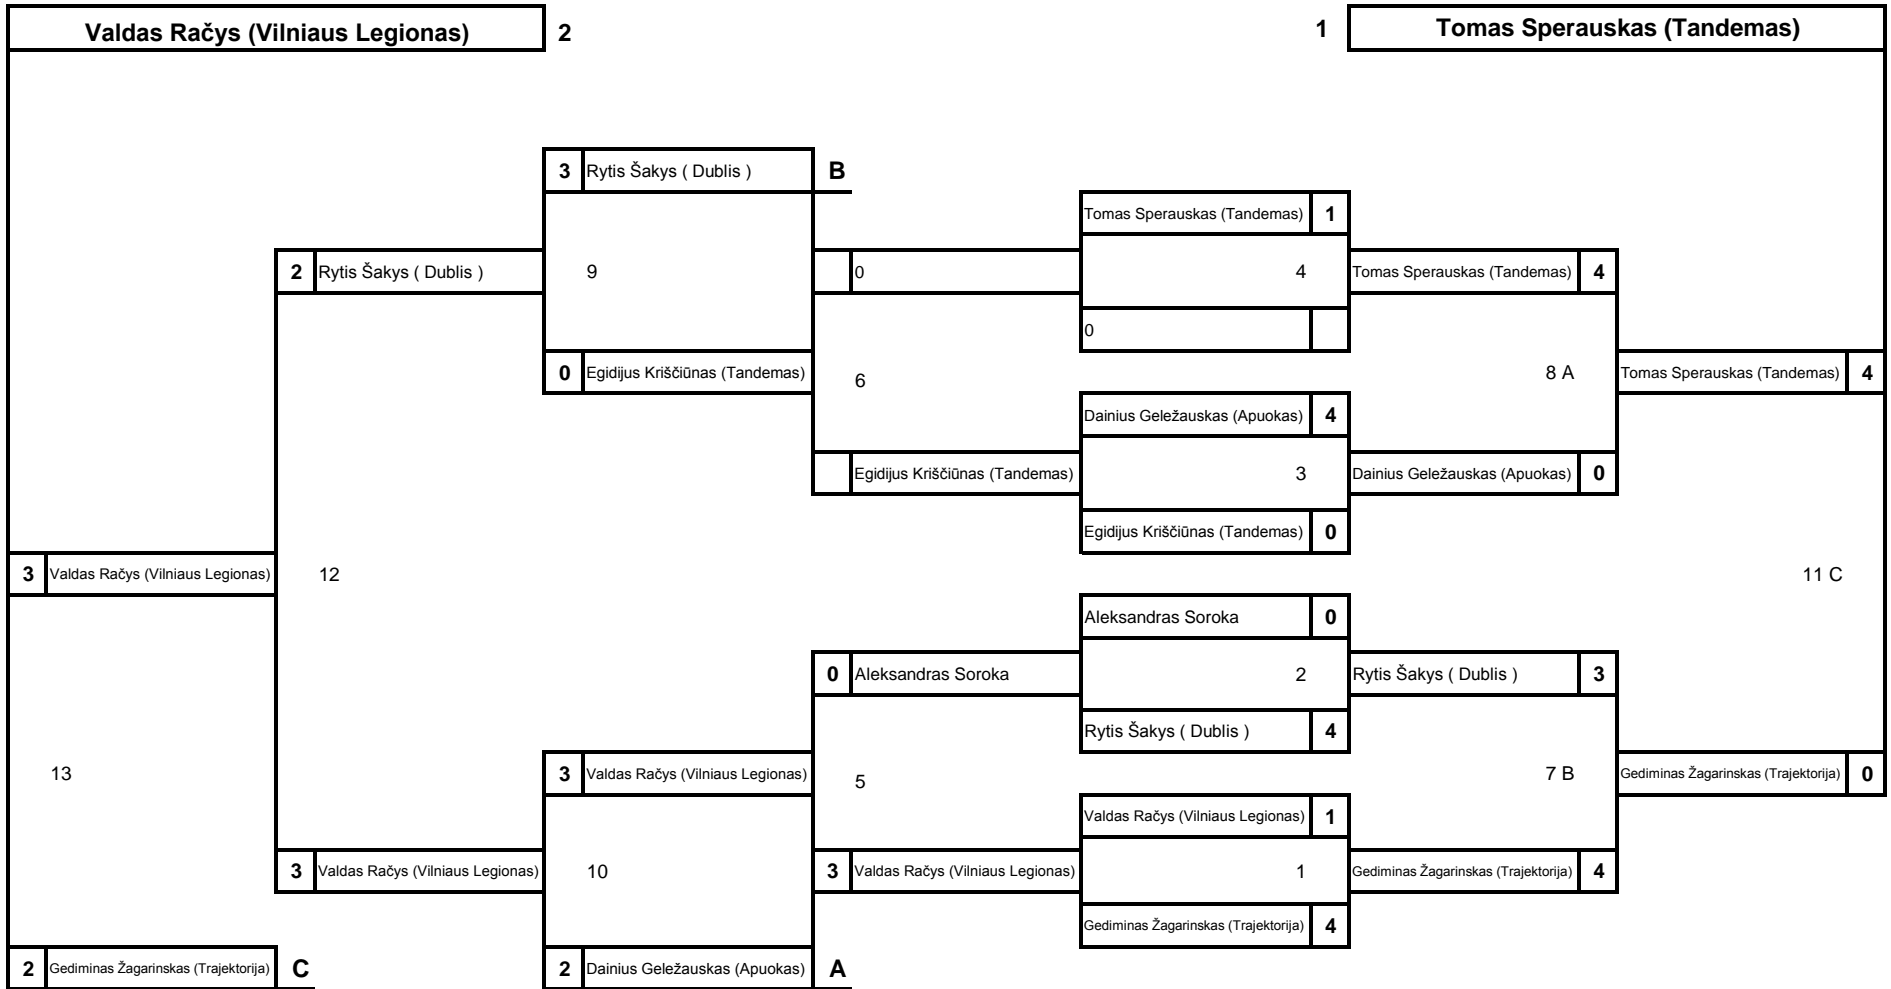 Valdas Račys (Vilniaus Legionas) 2 1 Tomas Sperauskas (Tandemas)
3 Rytis Šakys ( Dublis ) B
Tomas Sperauskas (Tandemas) 1
2 Rytis Šakys ( Dublis ) 9 0 4 Tomas Sperauskas (Tandemas) 4
0
0 Egidijus Kriščiūnas (Tandemas) 6 8 A Tomas Sperauskas (Tandemas) 4
Dainius Geležauskas (Apuokas) 4
Egidijus Kriščiūnas (Tandemas) 3 Dainius Geležauskas (Apuokas) 0
Egidijus Kriščiūnas (Tandemas) 0
3 Valdas Račys (Vilniaus Legionas) 12 11 C
Aleksandras Soroka 0
0 Aleksandras Soroka 2 Rytis Šakys ( Dublis ) 3
Rytis Šakys ( Dublis ) 4
13 3 Valdas Račys (Vilniaus Legionas) 5 7 B Gediminas Žagarinskas (Trajektorija) 0
Valdas Račys (Vilniaus Legionas) 1
3 Valdas Račys (Vilniaus Legionas) 10 3 Valdas Račys (Vilniaus Legionas) 1 Gediminas Žagarinskas (Trajektorija) 4
Gediminas Žagarinskas (Trajektorija) 4
2 Gediminas Žagarinskas (Trajektorija) C 2 Dainius Geležauskas (Apuokas) A